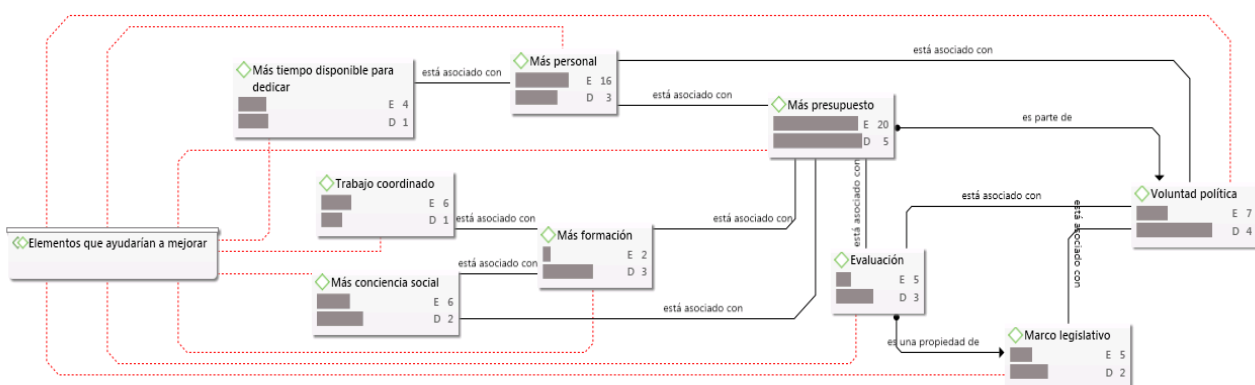 está asociado con
Más personal
E 16
D 3
Más tiempo disponible para
dedicar
E 4
D 1
está asociado con
está asociado con
Más presupuesto
E 20
D 5
es parte de
Trabajo coordinado
E 6
D 1
está asociado con
Voluntad política
E 7
D 4
está asociado con
está asociado con
está asociado con
está asociado con
Más formación
E 2
D 3
Elementos que ayudarían a mejorar
Evaluación
E 5
D 3
está asociado con
Más conciencia social
E 6
D 2
está asociado con
Marco legislativo
E 5
D 2
es una propiedad de